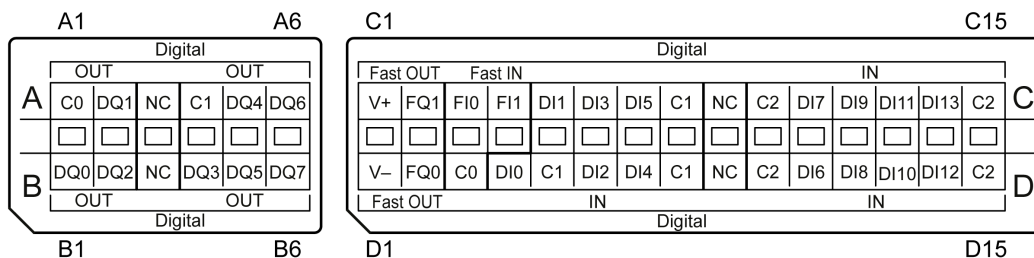 A1 A6 C1 C15
Digital Digital
OUT OUT Fast OUT Fast IN IN
A C0 DQ1 NC C1 DQ4 DQ6 V+ FQ1 FI0 FI1 DI1 DI3 DI5 C1 NC C2 DI7 DI9 DI11 DI13 C2 C
B DQ0 DQ2 NC DQ3 DQ5 DQ7 V– FQ0 C0 DI0 C1 DI2 DI4 C1 NC C2 DI6 DI8 DI10 DI12 C2 D
OUT OUT Fast OUT IN IN
Digital Digital
B1 B6 D1 D15